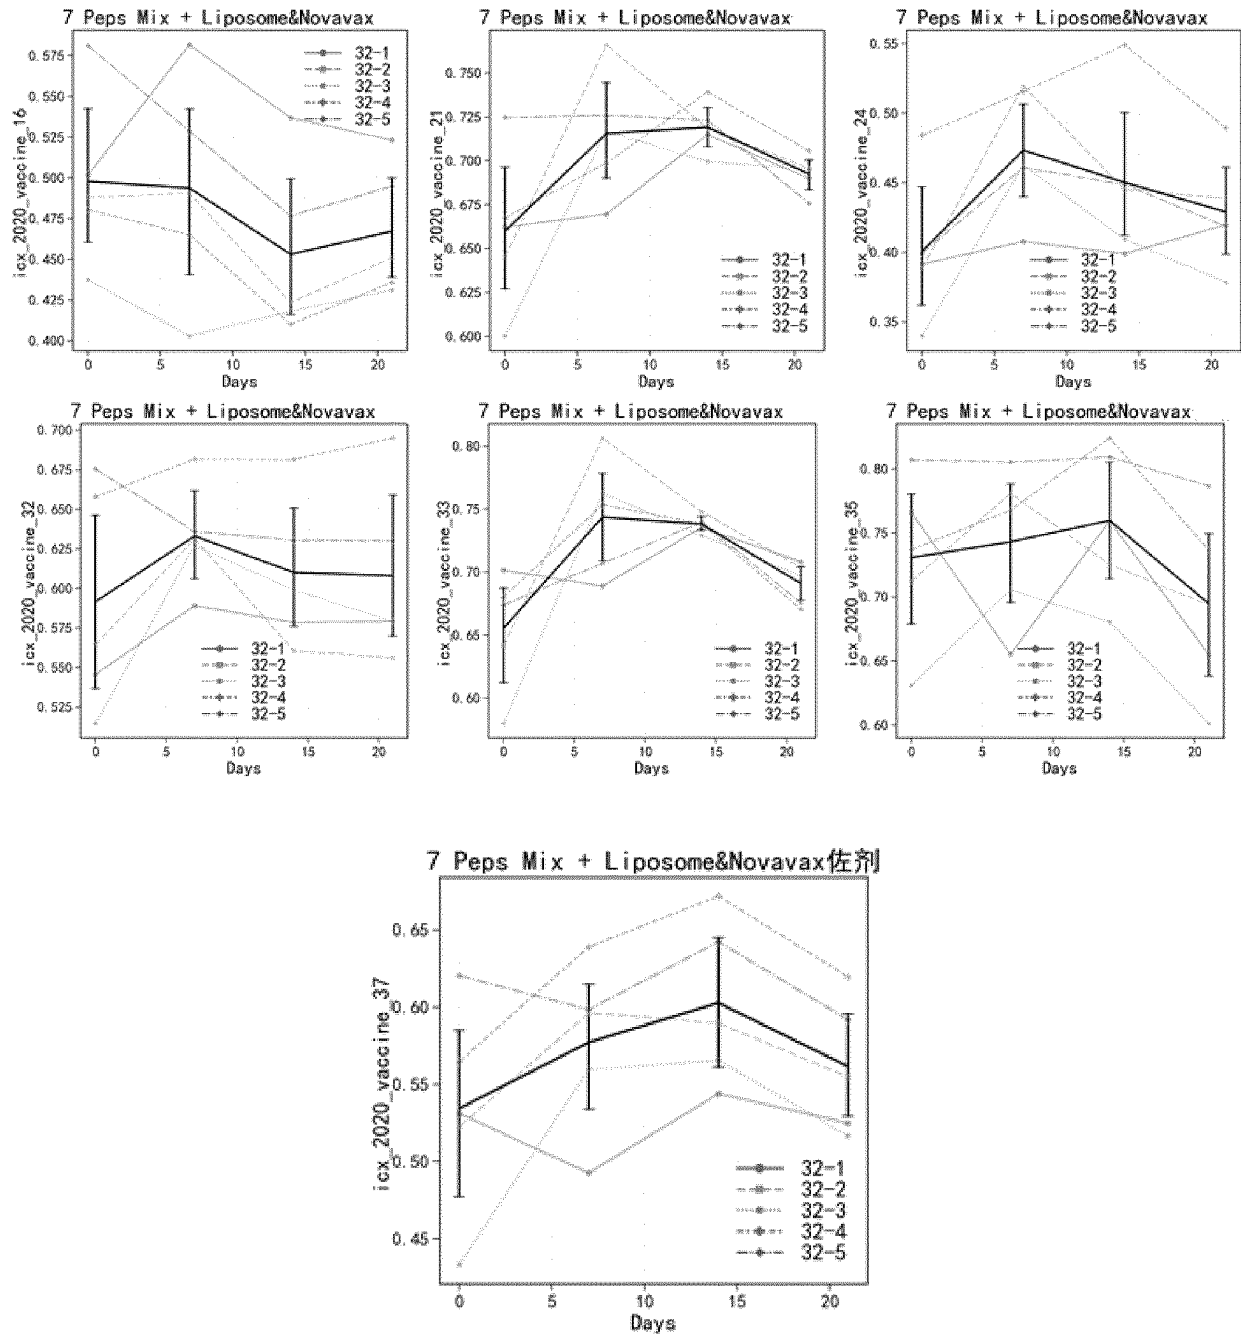 7 Peps Mix + Liposome&Novavax
icx_2020_vaccine_16
0.575
0.550
0.525
0.500
0.475
0.450
0.425
0.400
32-1
32-2
32-3
32-4
32-5
0 5 10 15 20
Days
7 Peps Mix + Liposome&Novavax
icx_2020_vaccine_21
0.750
0.725
0.700
0.675
0.650
0.625
0.600
32-1
32-2
32-3
32-4
32-5
0 5 10 15 20
Days
7 Peps Mix + Liposome&Novavax
icx_2020_vaccine_24
0.55
0.50
0.45
0.40
0.35
32-1
32-2
32-3
32-4
32-5
0 5 10 15 20
Days
7 Peps Mix + Liposome&Novavax
icx_2020_vaccine_32
0.700
0.675
0.650
0.625
0.600
0.575
0.550
0.525
32-1
32-2
32-3
32-4
32-5
0 5 10 15 20
Days
7 Peps Mix + Liposome&Novavax
icx_2020_vaccine_33
0.80
0.75
0.70
0.65
0.60
32-1
32-2
32-3
32-4
32-5
0 5 10 15 20
Days
7 Peps Mix + Liposome&Novavax
icx_2020_vaccine_35
0.80
0.75
0.70
0.65
0.60
32-1
32-2
32-3
32-4
32-5
0 5 10 15 20
Days
7 Peps Mix + Liposome&Novavax佐剂
icx_2020_vaccine_37
0.65
0.60
0.55
0.50
0.45
32-1
32-2
32-3
32-4
32-5
0 5 10 15 20
Days